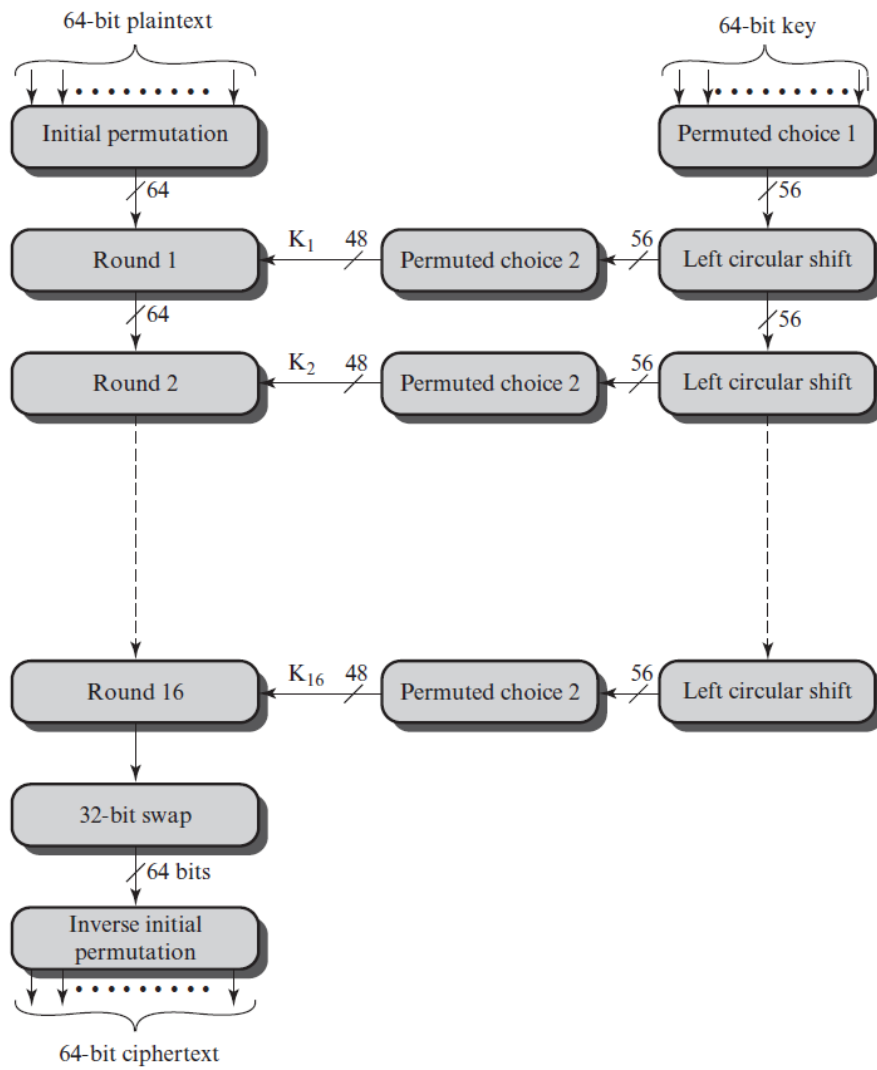 64-bit plaintext
64-bit key
Initial permutation
Permuted choice 1
64
56
Round 1
K1
48
Permuted choice 2
56
Left circular shift
64
56
Round 2
K2
48
Permuted choice 2
56
Left circular shift
Round 16
K16
48
Permuted choice 2
56
Left circular shift
32-bit swap
64 bits
Inverse initial
permutation
64-bit ciphertext